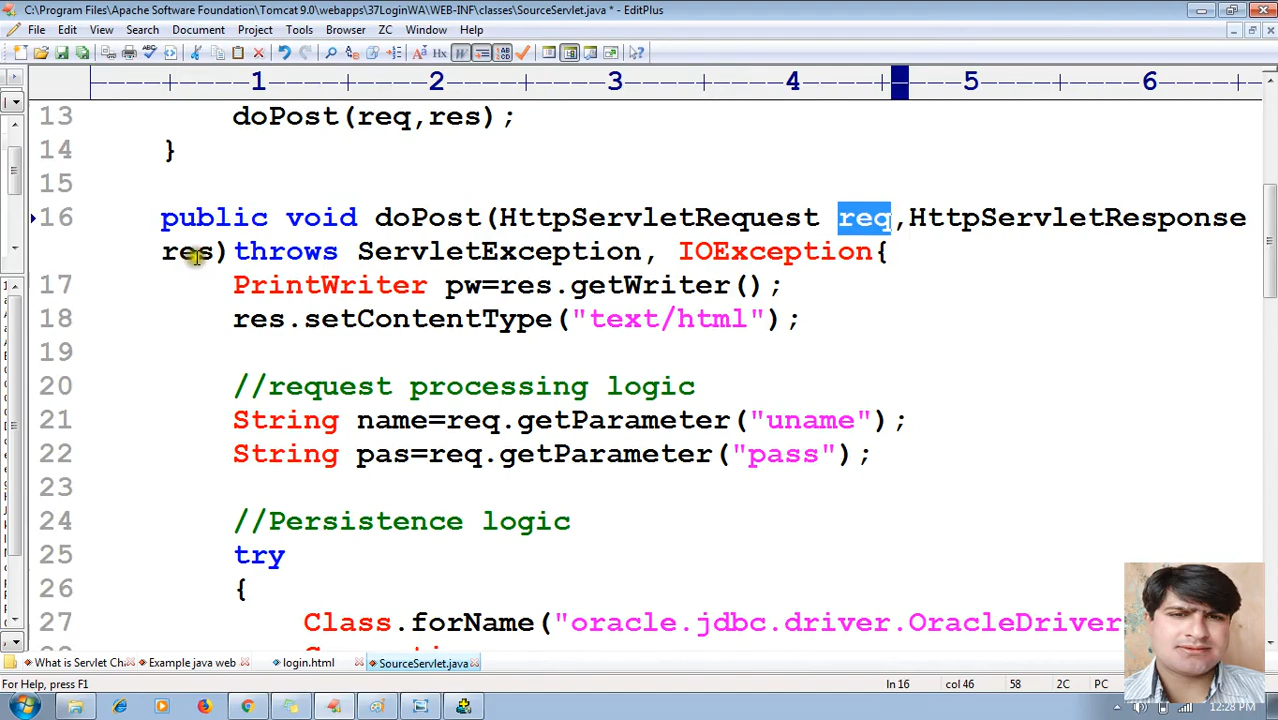 C:\Program Files\Apache Software Foundation\Tomcat 9.0\webapps\37LoginWA\WEB-INF\classes\SourceServlet.java * - EditPlus
File Edit View Search Document Project Tools Browser ZC Window Help
1 2 3 4 5 6
13 doPost(req,res);
14 }
15
16 public void doPost(HttpServletRequest req,HttpServletResponse
res)throws ServletException, IOException{
17 PrintWriter pw=res.getWriter();
18 res.setContentType("text/html");
19
20 //request processing logic
21 String name=req.getParameter("uname");
22 String pas=req.getParameter("pass");
23
24 //Persistence logic
25 try
26 {
27 Class.forName("oracle.jdbc.driver.OracleDriver
What is Servlet Ch Example java web login.html SourceServlet.java
For Help, press F1 ln 16 col 46 58 2C PC
12:28 PM